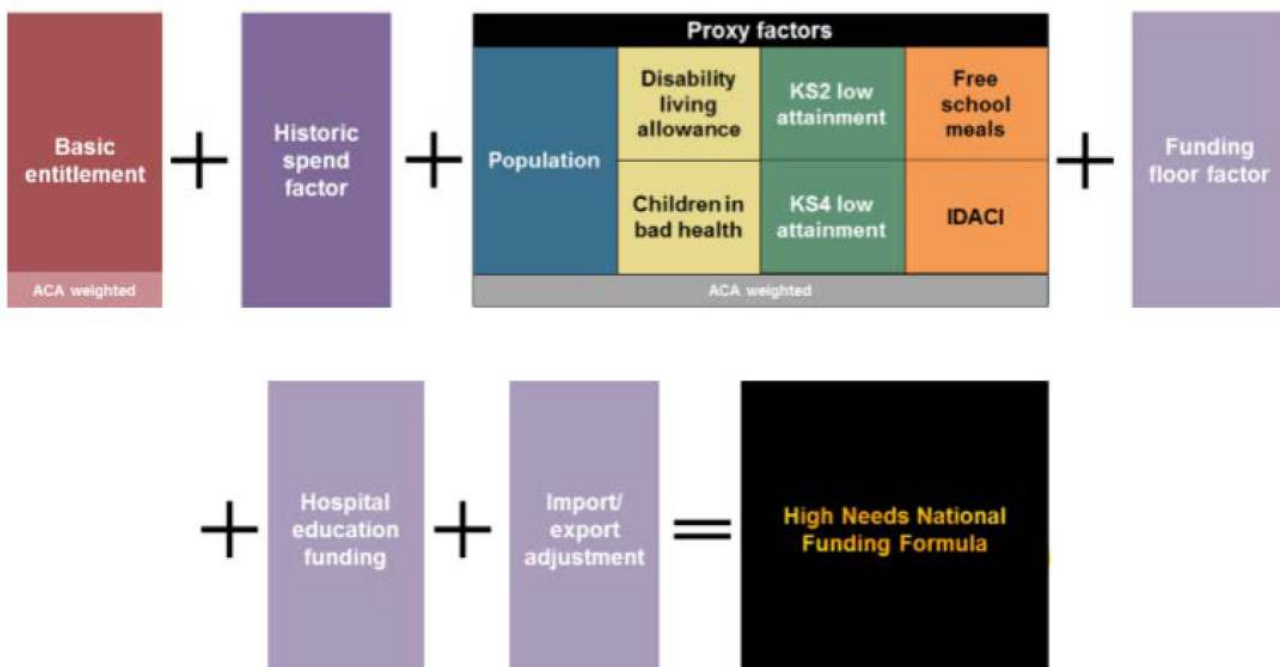 Basic
entitlement
ACA weighted
+
Historic
spend
factor
+
Proxy factors
Population
Disability
living
allowance
Children in
bad health
KS2 low
attainment
KS4 low
attainment
Free
school
meals
IDACI
ACA weighted
+
Funding
floor factor
+
Hospital
education
funding
+
Import/
export
adjustment
=
High Needs National
Funding Formula